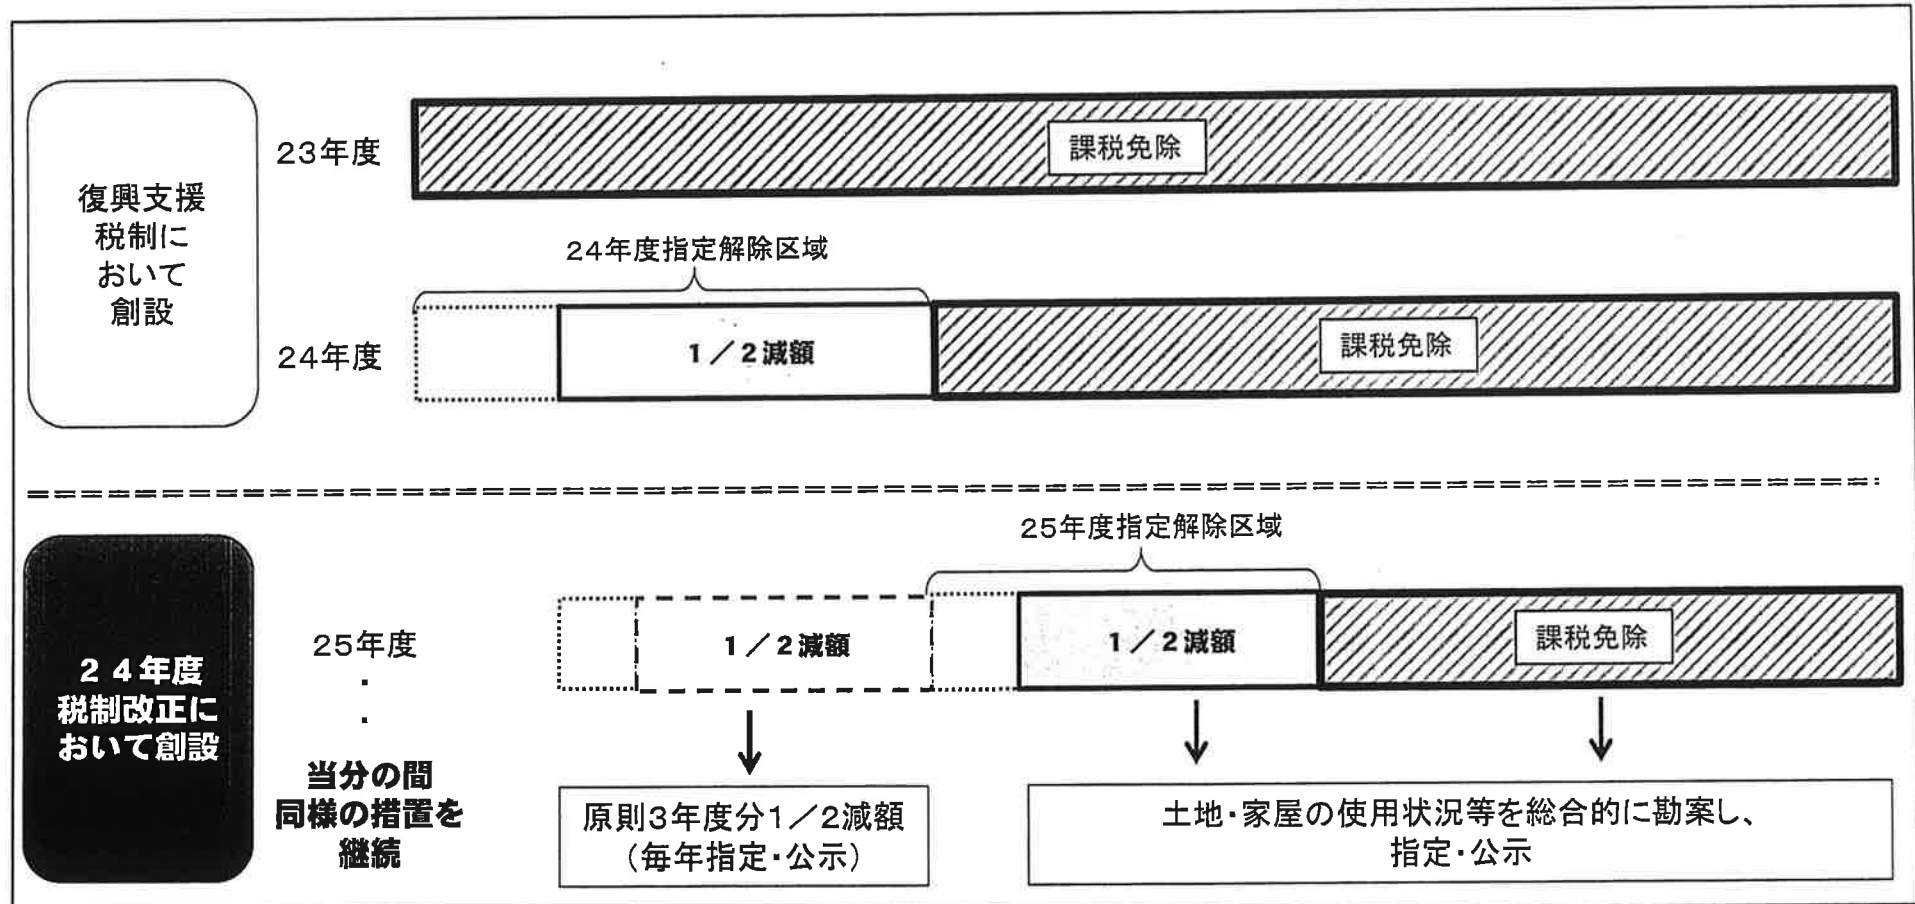 復興支援
税制に
おいて
創設
23年度
課税免除
24年度指定解除区域
24年度
1/2減額
課税免除
24年度
税制改正に
おいて創設
25年度指定解除区域
25年度
・
・
当分の間
同様の措置を
継続
1/2減額
1/2減額
課税免除
原則3年度分1/2減額
(毎年指定・公示)
土地・家屋の使用状況等を総合的に勘案し、
指定・公示